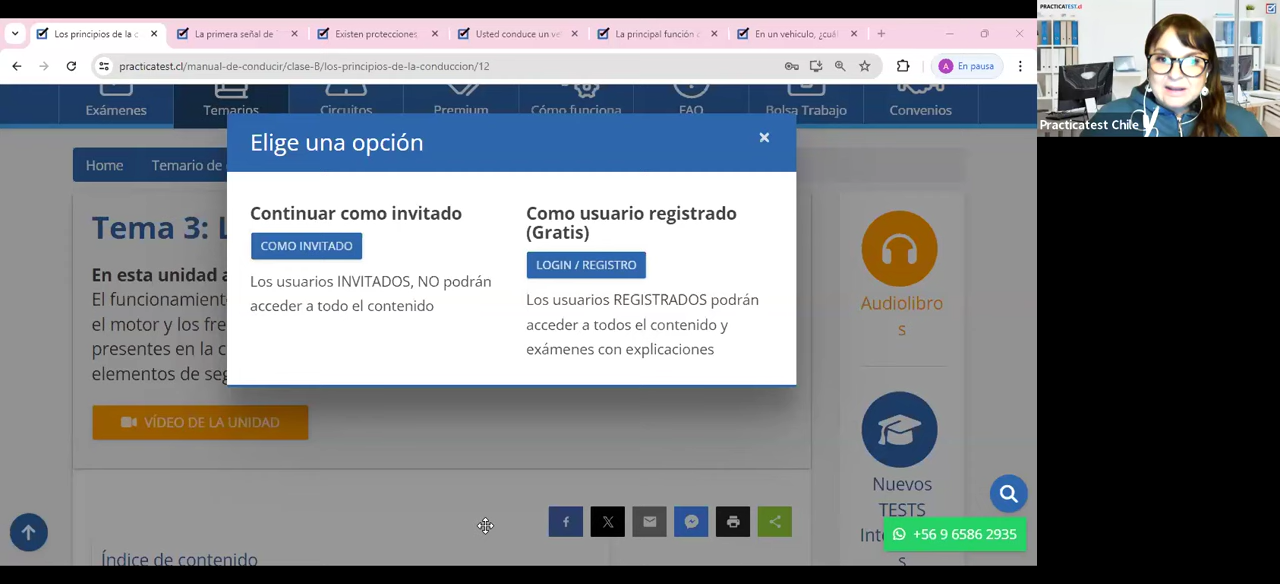 PRACTICATEST.cl
Los principios de la c
La primera señal de
Existen protecciones
Usted conduce un ve
La principal función d
En un vehiculo, ¿cuál
practicatest.cl/manual-de-conducir/clase-B/los-principios-de-la-conduccion/12
A
En pausa
Practicatest Chile
Exámenes
Temarios
Circuitos
Premium
Cómo funciona
FAQ
Bolsa Trabajo
Convenios
Elige una opción
×
Home
Temario de
Continuar como invitado
COMO INVITADO
Los usuarios INVITADOS, NO podrán
acceder a todo el contenido
Como usuario registrado
(Gratis)
LOGIN / REGISTRO
Los usuarios REGISTRADOS podrán
acceder a todos el contenido y
exámenes con explicaciones
Tema 3: L
En esta unidad a
El funcionamient
el motor y los fre
presentes en la c
elementos de seg
VÍDEO DE LA UNIDAD
Audiolibro
s
Nuevos
TESTS
Inte
s
+56 9 6586 2935
Índice de contenido